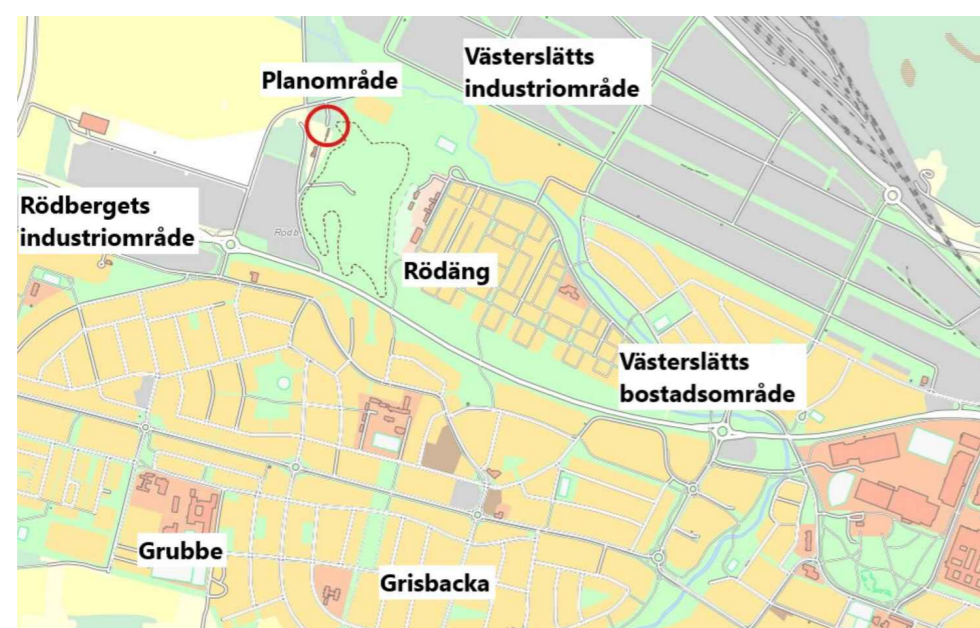 Västerslätts
industriområde
Planområde
Rödbergets
industriområde
Rödäng
Västerslätts
bostadsområde
Grubbe
Grisbacka